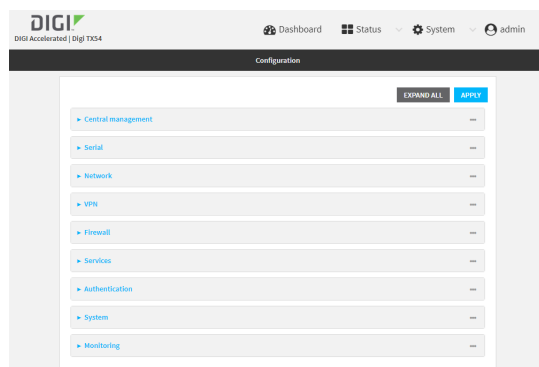 DIGI
DIGI Accelerated | Digi TX54
Dashboard Status System admin
Configuration
EXPAND ALL APPLY
Central management
Serial
Network
VPN
Firewall
Services
Authentication
System
Monitoring